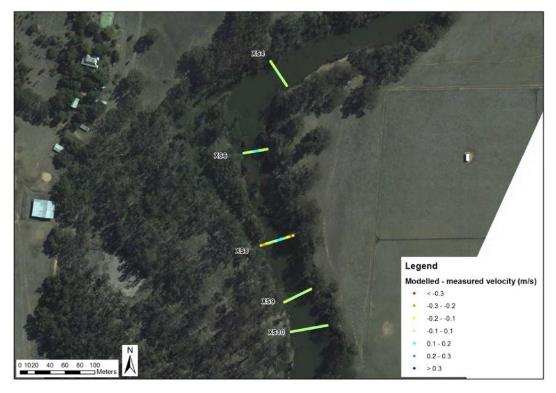 XS4
XS6
XS8
XS9
XS10
Legend
Modelled - measured velocity (m/s)
< -0.3
-0.3 - -0.2
-0.2 - -0.1
-0.1 - 0.1
0.1 - 0.2
0.2 - 0.3
> 0.3
N
0 10 20 40 60 80 100
Meters